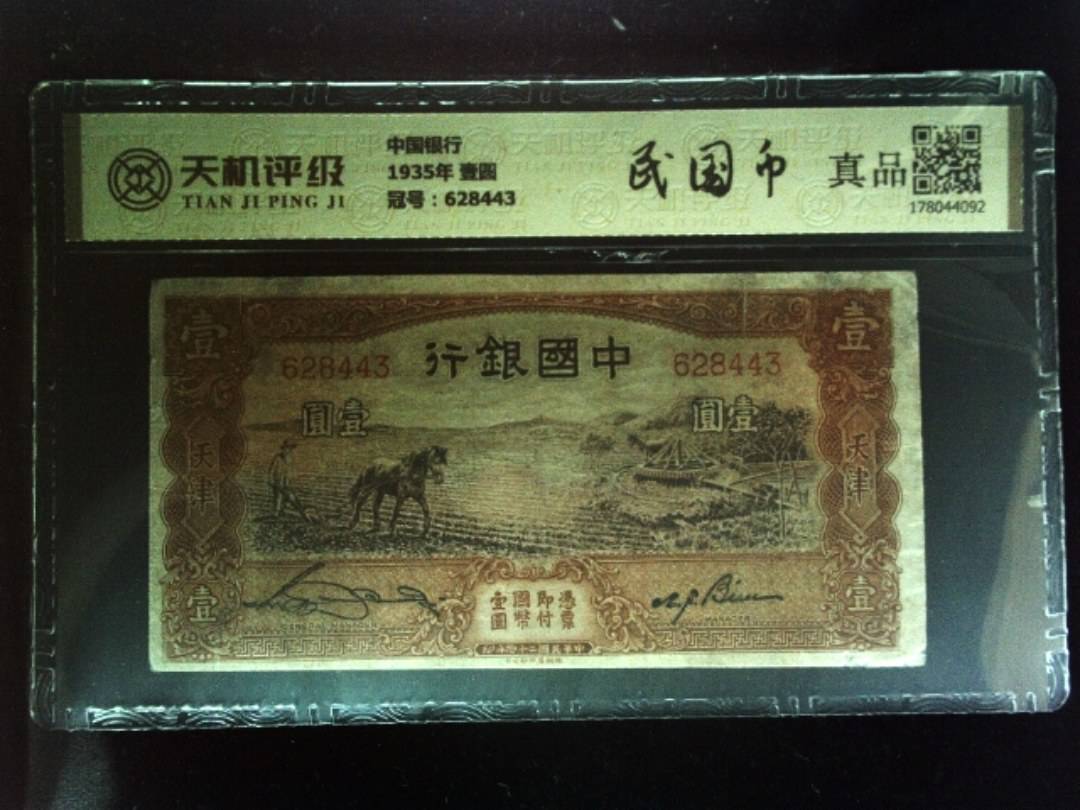 天机评级
TIAN JI PING JI
中国银行
1935年 壹圆
冠号：628443
民国币
真品
178044092
壹
壹
628443
行銀國中
628443
圓壹
圓壹
天津
天津
憑票
即付
國幣
壹圓
壹
壹